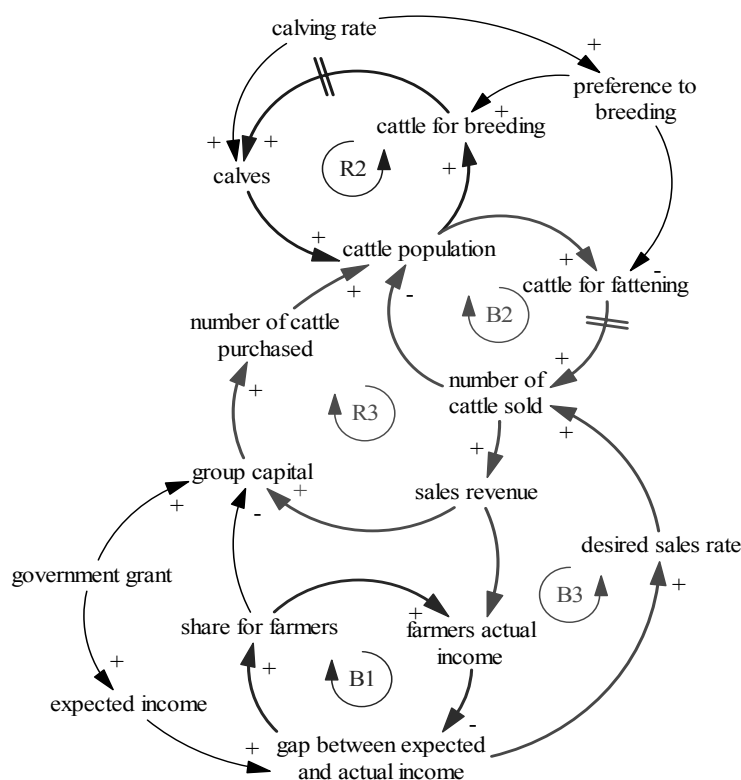 calving rate
+
preference to
breeding
+
cattle for breeding
+
+
calves
R2
+
+
cattle population
+
-
cattle for fattening
+
-
B2
number of cattle
purchased
+
number of
cattle sold
+
R3
+
+
group capital
+
+
-
sales revenue
desired sales rate
+
government grant
B3
share for farmers
+
farmers actual
income
+
B1
+
expected income
-
+
gap between expected
and actual income